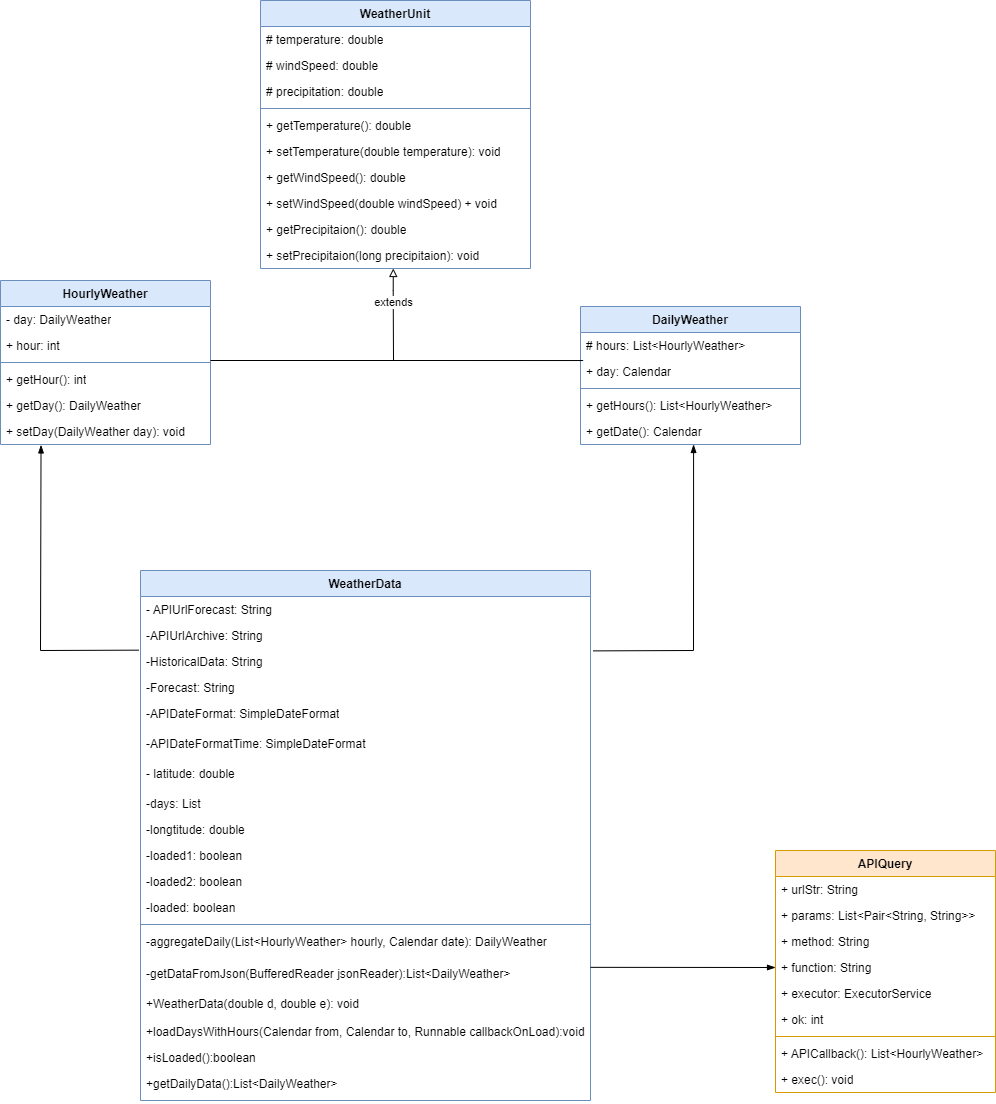 WeatherUnit
# temperature: double
# windSpeed: double
# precipitation: double
+ getTemperature(): double
+ setTemperature(double temperature): void
+ getWindSpeed(): double
+ setWindSpeed(double windSpeed) + void
+ getPrecipitaion(): double
+ setPrecipitaion(long precipitaion): void
extends
HourlyWeather
- day: DailyWeather
+ hour: int
+ getHour(): int
+ getDay(): DailyWeather
+ setDay(DailyWeather day): void
DailyWeather
# hours: List<HourlyWeather>
+ day: Calendar
+ getHours(): List<HourlyWeather>
+ getDate(): Calendar
WeatherData
- APIUrlForecast: String
-APIUrlArchive: String
-HistoricalData: String
-Forecast: String
-APIDateFormat: SimpleDateFormat
-APIDateFormatTime: SimpleDateFormat
- latitude: double
-days: List
-longtitude: double
-loaded1: boolean
-loaded2: boolean
-loaded: boolean
-aggregateDaily(List<HourlyWeather> hourly, Calendar date): DailyWeather
-getDataFromJson(BufferedReader jsonReader):List<DailyWeather>
+WeatherData(double d, double e): void
+loadDaysWithHours(Calendar from, Calendar to, Runnable callbackOnLoad):void
+isLoaded():boolean
+getDailyData():List<DailyWeather>
APIQuery
+ urlStr: String
+ params: List<Pair<String, String>>
+ method: String
+ function: String
+ executor: ExecutorService
+ ok: int
+ APICallback(): List<HourlyWeather>
+ exec(): void